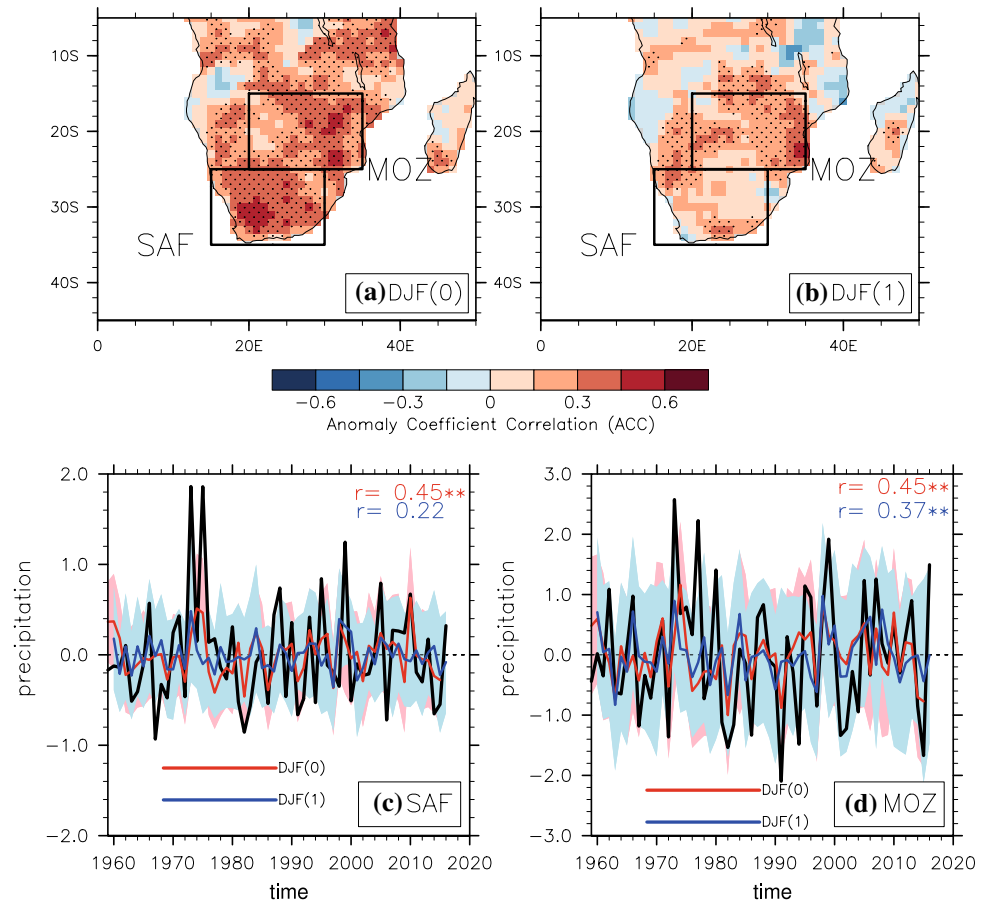 10S
20S
30S
40S
MOZ
SAF
(a) DJF(0)
0
20E
40E
10S
20S
30S
40S
MOZ
SAF
(b) DJF(1)
0
20E
40E
−0.6
−0.3
0
0.3
0.6
Anomaly Coefficient Correlation (ACC)
2.0
1.0
0.0
−1.0
−2.0
precipitation
r= 0.45**
r= 0.22
DJF(0)
DJF(1)
(c) SAF
1960 1970 1980 1990 2000 2010 2020
time
3.0
2.0
1.0
0.0
−1.0
−2.0
−3.0
precipitation
r= 0.45**
r= 0.37**
DJF(0)
DJF(1)
(d) MOZ
1960 1970 1980 1990 2000 2010 2020
time